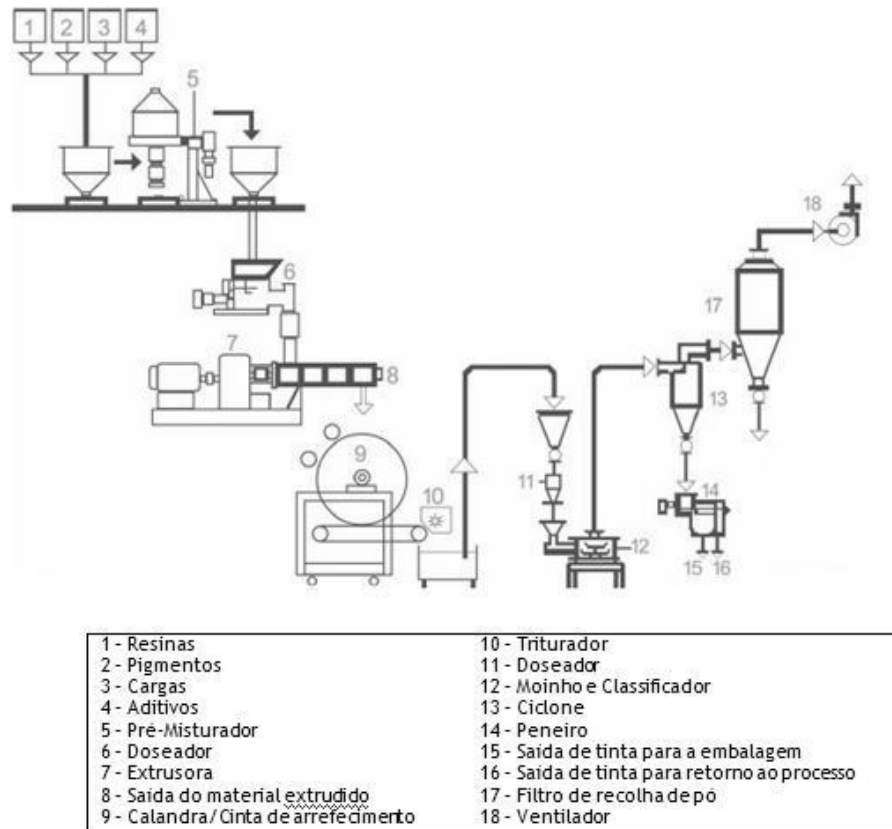 1 2 3 4
5
6
7
8
9
10
11
12
13
14
15 16
17
18
1 - Resinas
2 - Pigmentos
3 - Cargas
4 - Aditivos
5 - Pré-Misturador
6 - Doseador
7 - Extrusora
8 - Saída do material extrudido
9 - Calandra/Cinta de arrefecimento
10 - Triturador
11 - Doseador
12 - Moinho e Classificador
13 - Ciclone
14 - Peneiro
15 - Saída de tinta para a embalagem
16 - Saída de tinta para retorno ao processo
17 - Filtro de recolha de pó
18 - Ventilador